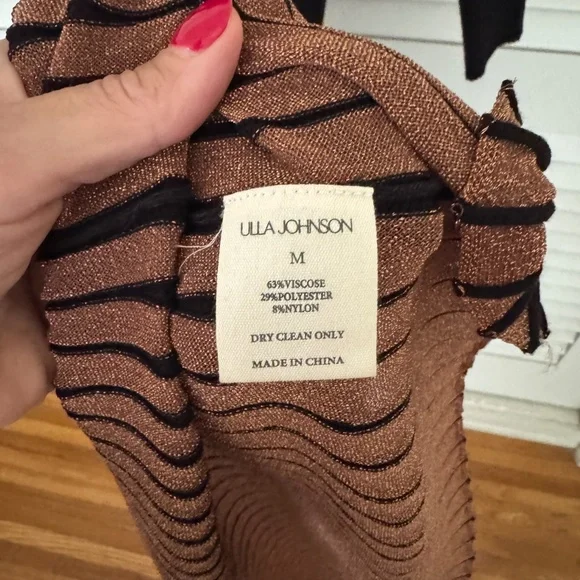 ULLA JOHNSON
M
63%VISCOSE
29%POLYESTER
8%NYLON
DRY CLEAN ONLY
MADE IN CHINA